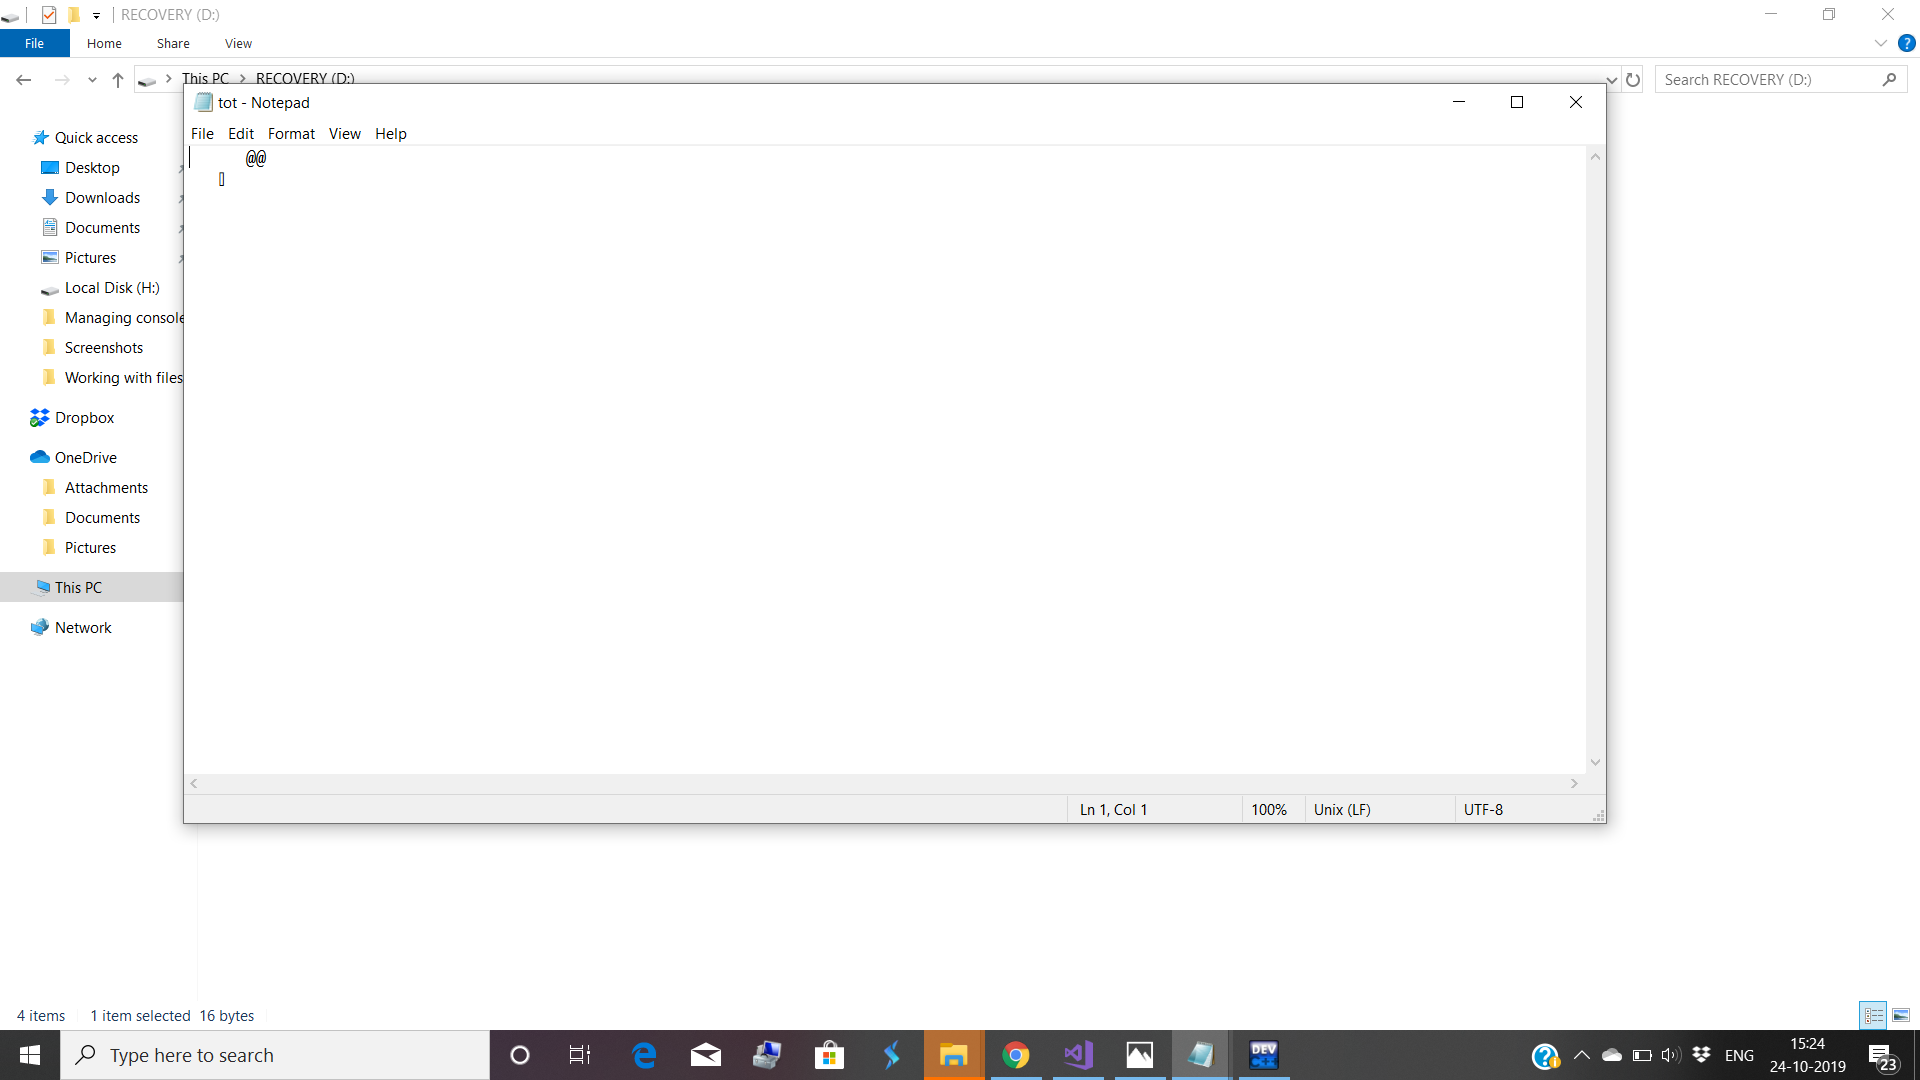 RECOVERY (D:)
File Home Share View
This PC RECOVERY (D:)
Search RECOVERY (D:)
tot - Notepad
File Edit Format View Help
@@
Quick access
Desktop
Downloads
Documents
Pictures
Local Disk (H:)
Managing console
Screenshots
Working with files
Dropbox
OneDrive
Attachments
Documents
Pictures
This PC
Network
Ln 1, Col 1 100% Unix (LF) UTF-8
4 items 1 item selected 16 bytes
Type here to search
DEV
C++
ENG
15:24
24-10-2019
23